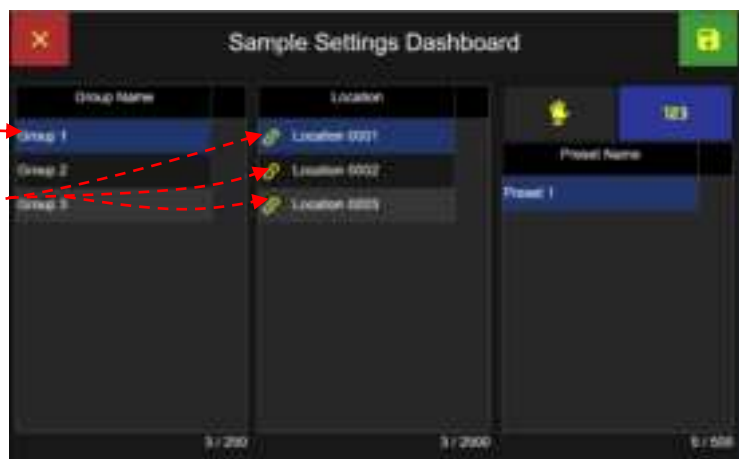 Sample Settings Dashboard
Group Name
Group 1
Group 2
Group 3
3 / 200
Location
Location 0001
Location 0002
Location 0003
3 / 2000
123
Preset Name
Preset 1